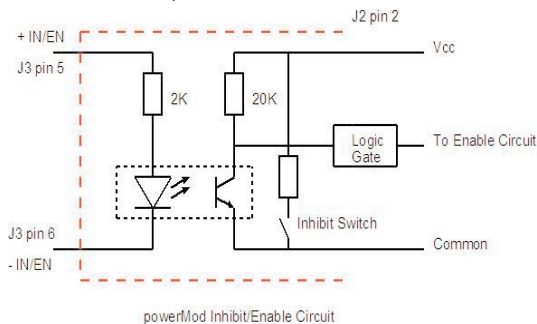 J2 pin 2
+ IN/EN
Vcc
J3 pin 5
2K
20K
Logic
Gate
To Enable Circuit
Inhibit Switch
J3 pin 6
Common
- IN/EN
powerMod Inhibit/Enable Circuit